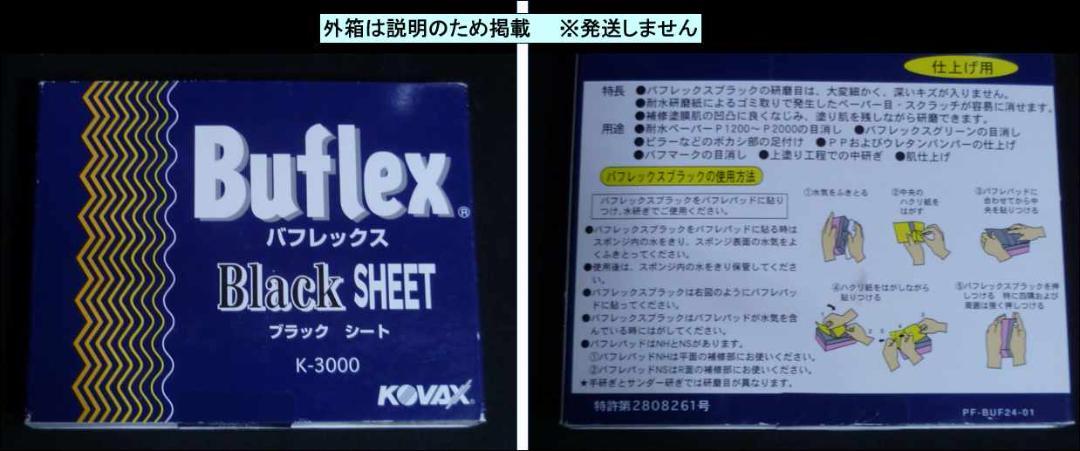 外箱は説明のため掲載　※発送しません
Buflex®
バフレックス
Black SHEET
ブラック シート
K-3000
KOVAX®
仕上げ用
特長 ●バフレックスブラックの研磨目は、大変細かく、深いキズが入りません。
●耐水研磨紙によるゴミ取りで発生したペーパー目・スクラッチが容易に消せます。
●補修塗膜肌の凹凸に良くなじみ、塗り肌を残しながら研磨できます。
用途 ●耐水ペーパーP1200～P2000の目消し ●バフレックスグリーンの目消し
●ピラーなどのボカシ部の足付け ●PPおよびウレタンバンパーの仕上げ
●バフマークの目消し ●上塗り工程での中研ぎ ●肌仕上げ
バフレックスブラックの使用方法
バフレックスブラックをバフレパッドに貼り
つけ、水研ぎでご使用ください。
●バフレックスブラックをバフレパッドに貼る時は
スポンジ内の水をきり、スポンジ表面の水気をよ
くふきとってください。
●使用後は、スポンジ内の水をきり保管してくださ
い。
●バフレックスブラックは右図のようにバフレパッ
ドに貼ってください。
●バフレックスブラックはバフレパッドが水気を含
んでいる時にはがしてください。
●バフレパッドはNHとNSがあります。
①バフレパッドNHは平面の補修部にお使いください。
②バフレパッドNSはR面の補修部にお使いください。
★手研ぎとサンダー研ぎでは研磨目が異なります。
①水気をふきとる
②中央の
ハクリ紙を
はがす
③バフレパッドに
合わせてから中
央を貼りつける
④ハクリ紙をはがしながら
貼りつける
⑤バフレックスブラックを押
しつける 特に四隅および
周囲は強く押しつける
特許第2808261号
PF-BUF24-01